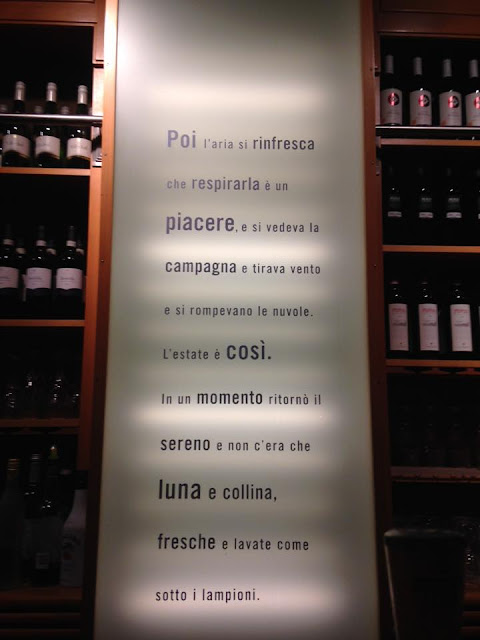 Poi l'aria si rinfresca
che respirarla è un
piacere, e si vedeva la
campagna e tirava vento
e si rompevano le nuvole.
L'estate è così.
In un momento ritornò il
sereno e non c'era che
luna e collina,
fresche e lavate come
sotto i lampioni.